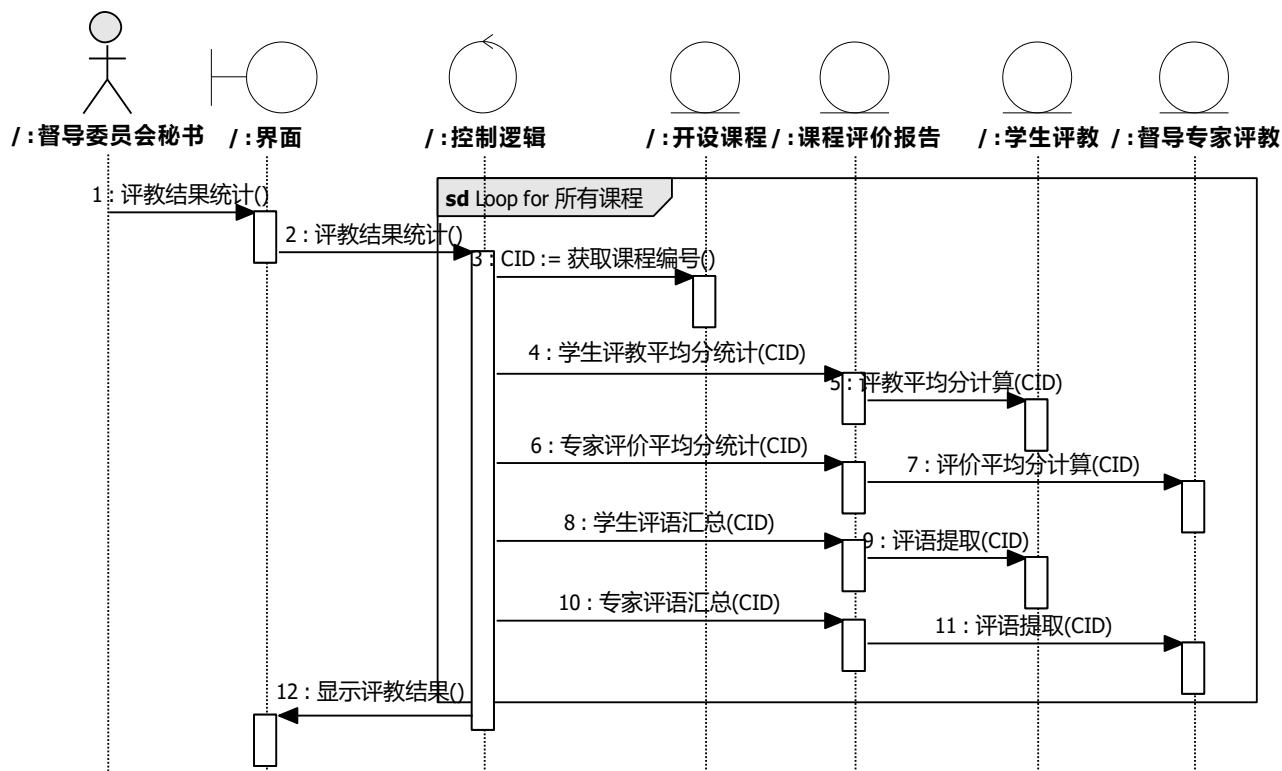 / :督导委员会秘书
/ :界面
/ :控制逻辑
/ :开设课程
/ :课程评价报告
/ :学生评教
/ :督导专家评教
sd Loop for 所有课程
1 : 评教结果统计()
2 : 评教结果统计()
3 : CID := 获取课程编号()
4 : 学生评教平均分统计(CID)
5 : 评教平均分计算(CID)
6 : 专家评价平均分统计(CID)
7 : 评价平均分计算(CID)
8 : 学生评语汇总(CID)
9 : 评语提取(CID)
10 : 专家评语汇总(CID)
11 : 评语提取(CID)
12 : 显示评教结果()